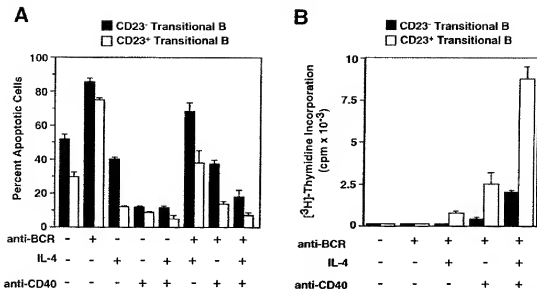 A
CD23⁻ Transitional B
CD23⁺ Transitional B
Percent Apoptotic Cells
100
80
60
40
20
0
anti-BCR - + - - - + + +
IL-4 - - + - + + - +
anti-CD40 - - - + + - + +
B
CD23⁻ Transitional B
CD23⁺ Transitional B
[³H]-Thymidine Incorporation
(cpm x 10⁻³)
10
7.5
5.0
2.5
0
anti-BCR - + + + +
IL-4 - - + - +
anti-CD40 - - - + +